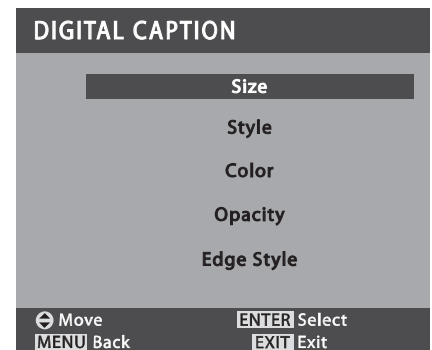 DIGITAL CAPTION
Size
Style
Color
Opacity
Edge Style
Move ENTER Select
MENU Back EXIT Exit